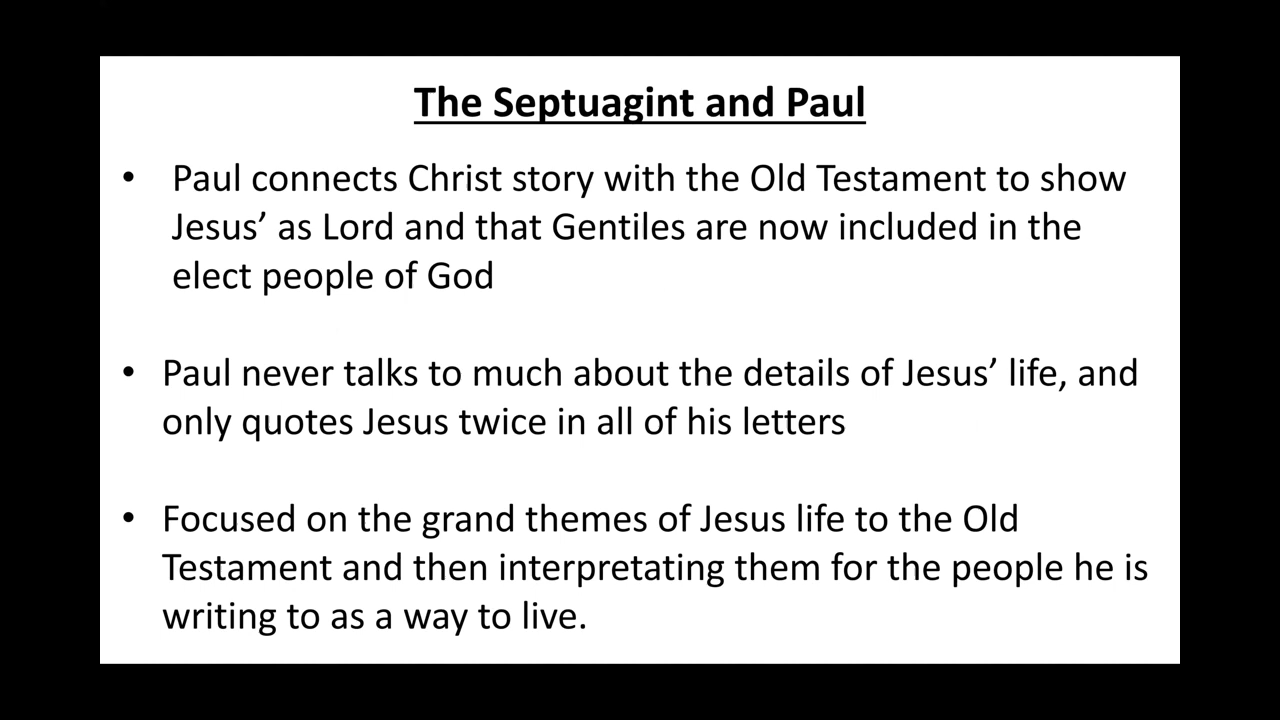 The Septuagint and Paul
• Paul connects Christ story with the Old Testament to show
Jesus’ as Lord and that Gentiles are now included in the
elect people of God
• Paul never talks to much about the details of Jesus’ life, and
only quotes Jesus twice in all of his letters
• Focused on the grand themes of Jesus life to the Old
Testament and then interpretating them for the people he is
writing to as a way to live.